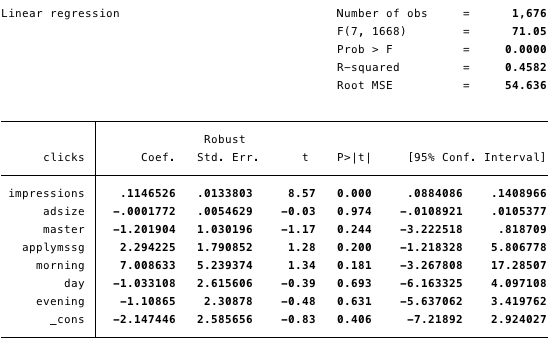 Linear regression Number of obs = 1,676
F(7, 1668) = 71.05
Prob > F = 0.0000
R-squared = 0.4582
Root MSE = 54.636
Robust
clicks Coef. Std. Err. t P>|t| [95% Conf. Interval]
impressions .1146526 .0133803 8.57 0.000 .0884086 .1408966
adsize -.0001772 .0054629 -0.03 0.974 -.0108921 .0105377
master -1.201904 1.030196 -1.17 0.244 -3.222518 .818709
applymssg 2.294225 1.790852 1.28 0.200 -1.218328 5.806778
morning 7.008633 5.239374 1.34 0.181 -3.267808 17.28507
day -1.033108 2.615606 -0.39 0.693 -6.163325 4.097108
evening -1.10865 2.30878 -0.48 0.631 -5.637062 3.419762
_cons -2.147446 2.585656 -0.83 0.406 -7.21892 2.924027